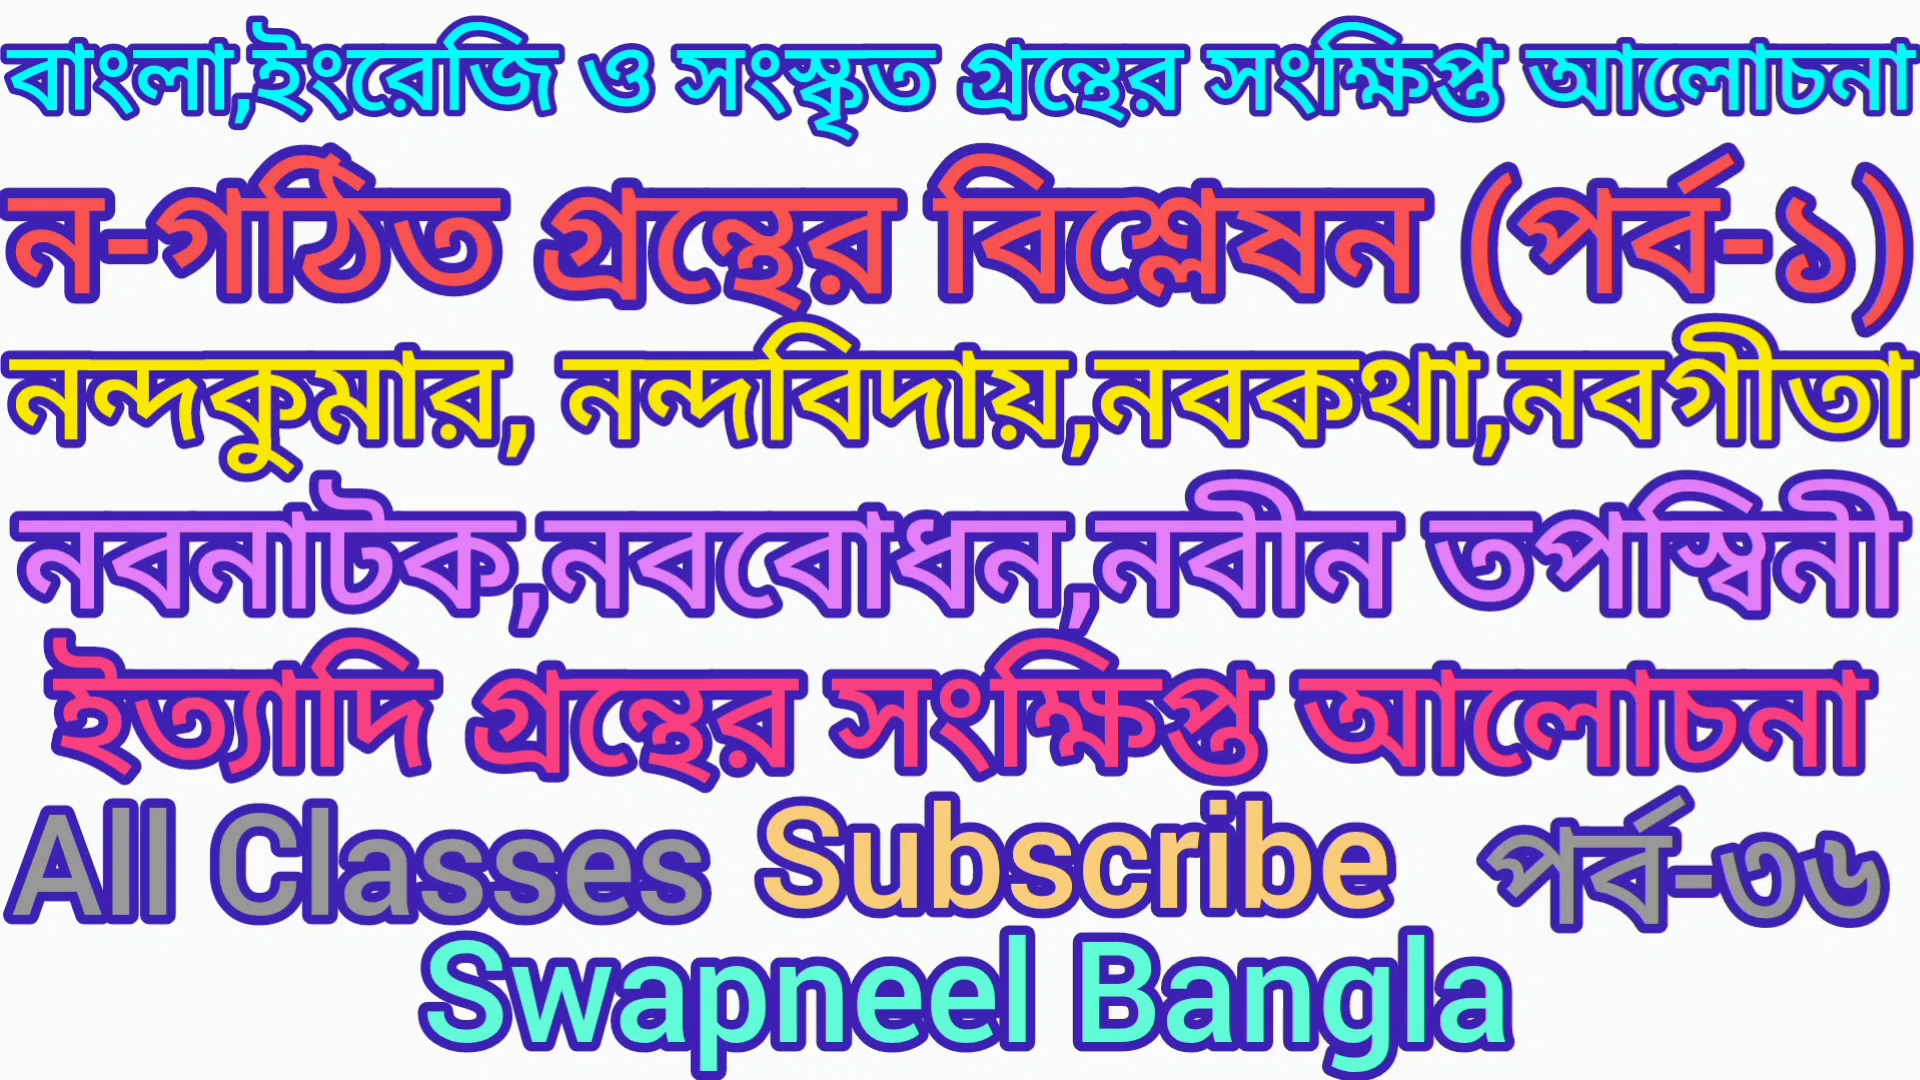 বাংলা,ইংরেজি ও সংস্কৃত গ্রন্থের সংক্ষিপ্ত আলোচনা
ন-গঠিত গ্রন্থের বিশ্লেষন (পর্ব-১)
নন্দকুমার, নন্দবিদায়,নবকথা,নবগীতা
নবনাটক,নববোধন,নবীন তপস্বিনী
ইত্যাদি গ্রন্থের সংক্ষিপ্ত আলোচনা
All Classes Subscribe পর্ব-৩৬
Swapneel Bangla